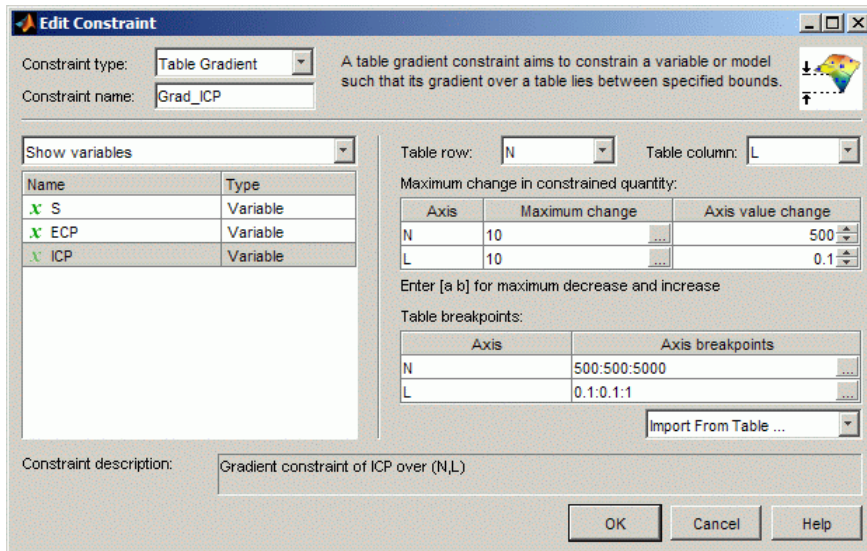 Edit Constraint
Constraint type: Table Gradient
Constraint name: Grad_ICP
A table gradient constraint aims to constrain a variable or model
such that its gradient over a table lies between specified bounds.
Show variables
Name Type
x S Variable
x ECP Variable
x ICP Variable
Table row: N Table column: L
Maximum change in constrained quantity:
Axis Maximum change Axis value change
N 10 ... 500
L 10 ... 0.1
Enter [a b] for maximum decrease and increase
Table breakpoints:
Axis Axis breakpoints
N 500:500:5000 ...
L 0.1:0.1:1 ...
Import From Table ...
Constraint description: Gradient constraint of ICP over (N,L)
OK Cancel Help